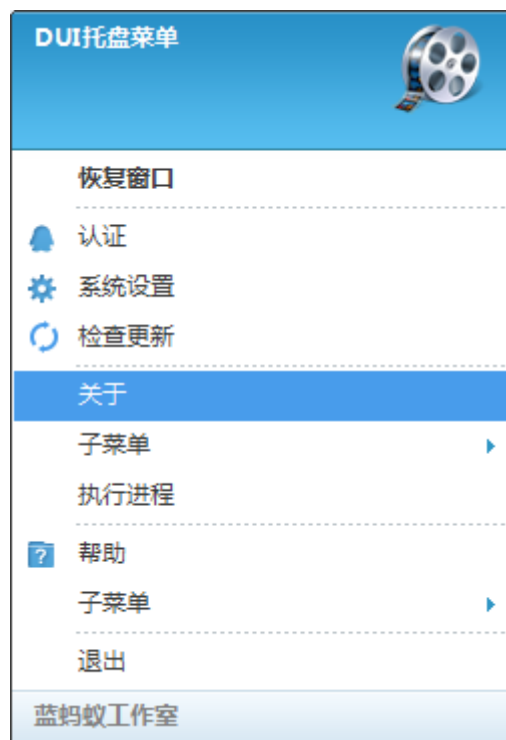 DUI托盘菜单
恢复窗口
认证
系统设置
检查更新
关于
子菜单
执行进程
帮助
子菜单
退出
蓝蚂蚁工作室